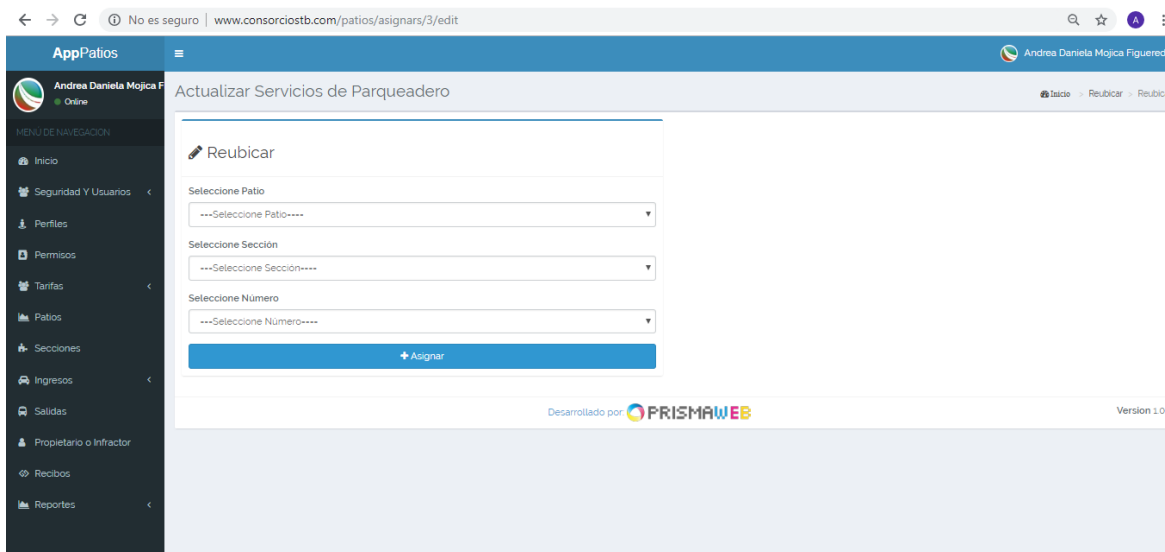 No es seguro | www.consorciostb.com/patios/asignars/3/edit
A
AppPatios
Andrea Daniela Mojica Figuered
Andrea Daniela Mojica F
Online
Actualizar Servicios de Parqueadero
Inicio > Reubicar > Reubic
MENÚ DE NAVEGACION
Inicio
Seguridad Y Usuarios
Perfiles
Permisos
Tarifas
Patios
Secciones
Ingresos
Salidas
Propietario o Infractor
Recibos
Reportes
Reubicar
Seleccione Patio
---Seleccione Patio----
Seleccione Sección
---Seleccione Sección----
Seleccione Número
---Seleccione Número----
+ Asignar
Desarrollado por: PRISMAWEB
Version 1.0